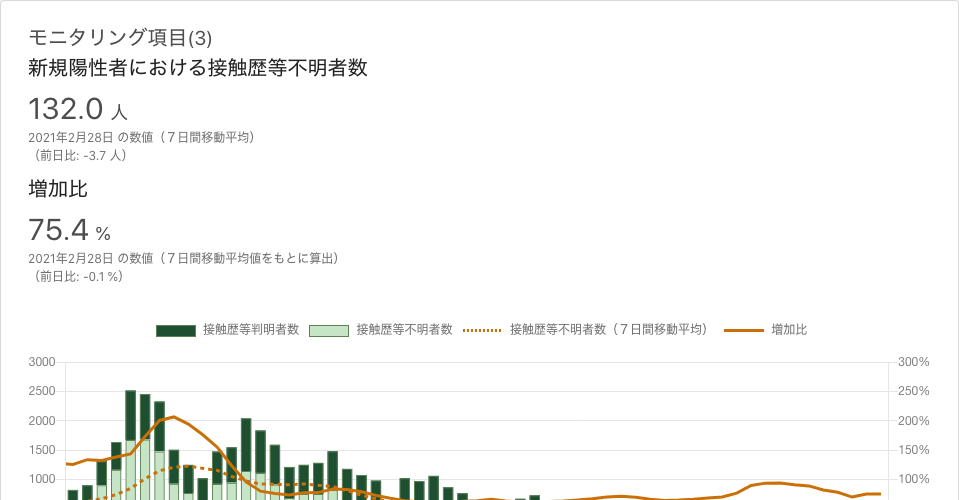 モニタリング項目(3)
新規陽性者における接触歴等不明者数
132.0 人
2021年2月28日 の数値（７日間移動平均）
（前日比: -3.7 人）
増加比
75.4 %
2021年2月28日 の数値（７日間移動平均値をもとに算出）
（前日比: -0.1 %）
接触歴等判明者数 接触歴等不明者数 接触歴等不明者数（７日間移動平均） 増加比
3000 300%
2500 250%
2000 200%
1500 150%
1000 100%